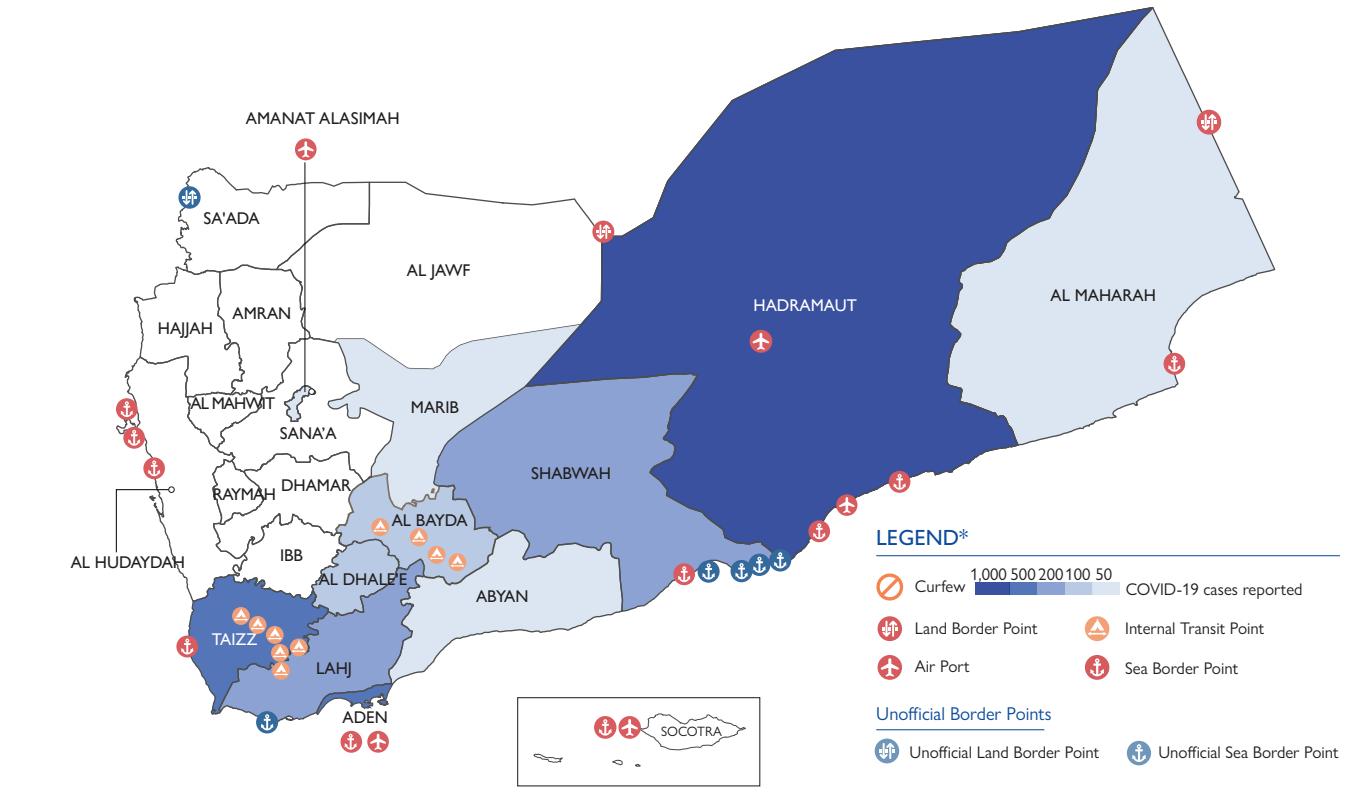 AMANAT ALASIMAH
SA'ADA
AL JAWF
HADRAMAUT
AL MAHARAH
AMRAN
HAJJAH
AL MAHWIT
MARIB
SANA'A
SHABWAH
RAYMAH
DHAMAR
AL BAYDA
IBB
AL HUDAYDAH
AL DHALE'E
ABYAN
TAIZZ
LAHJ
ADEN
SOCOTRA
LEGEND*
Curfew
1,000 500 200 100 50
COVID-19 cases reported
Land Border Point
Internal Transit Point
Air Port
Sea Border Point
Unofficial Border Points
Unofficial Land Border Point
Unofficial Sea Border Point